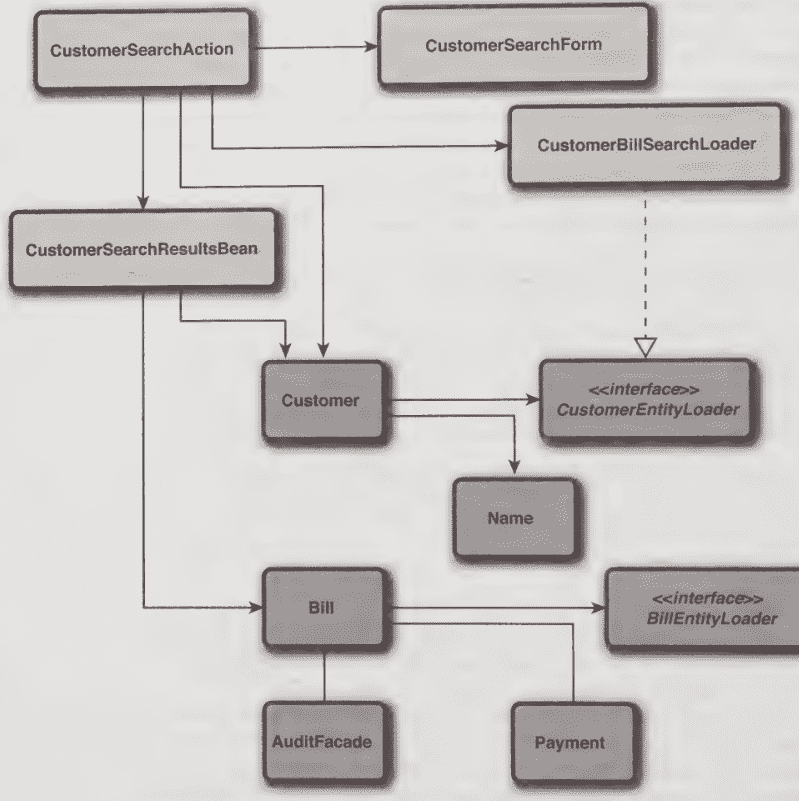 CustomerSearchAction
CustomerSearchForm
CustomerBillSearchLoader
CustomerSearchResultsBean
Customer
<<interface>>
CustomerEntityLoader
Name
Bill
<<interface>>
BillEntityLoader
AuditFacade
Payment